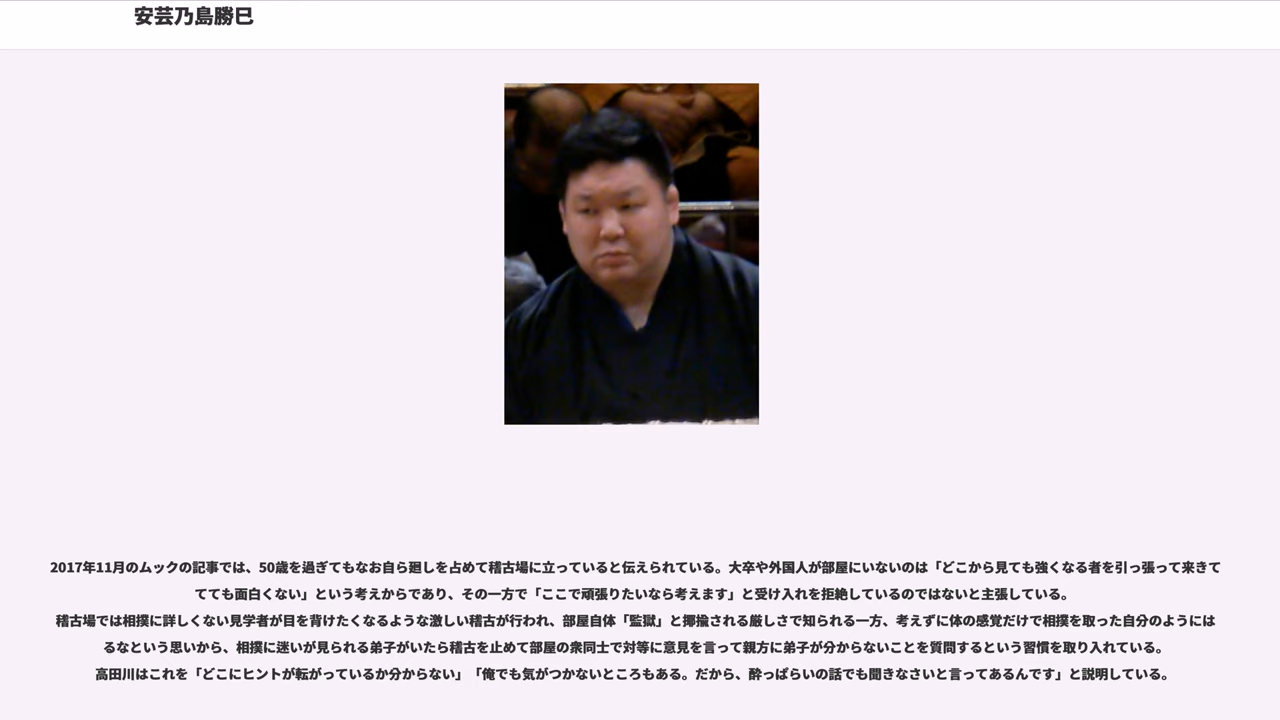 安芸乃島勝巳
2017年11月のムックの記事では、50歳を過ぎてもなお自ら廻しを占めて稽古場に立っていると伝えられている。大卒や外国人が部屋にいないのは「どこから見ても強くなる者を引っ張って来きて
てても面白くない」という考えからであり、その一方で「ここで頑張りたいなら考えます」と受け入れを拒絶しているのではないと主張している。
稽古場では相撲に詳しくない見学者が目を背けたくなるような激しい稽古が行われ、部屋自体「監獄」と揶揄される厳しさで知られる一方、考えずに体の感覚だけで相撲を取った自分のようには
るなという思いから、相撲に迷いが見られる弟子がいたら稽古を止めて部屋の衆同士で対等に意見を言って親方に弟子が分からないことを質問するという習慣を取り入れている。
高田川はこれを「どこにヒントが転がっているか分からない」「俺でも気がつかないところもある。だから、酔っぱらいの話でも聞きなさいと言ってあるんです」と説明している。